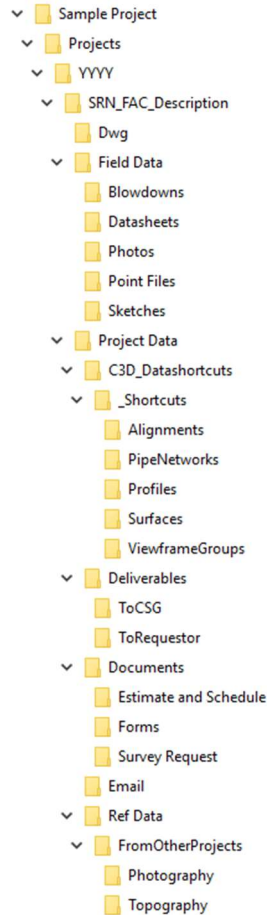 Sample Project
Projects
YYYY
SRN_FAC_Description
Dwg
Field Data
Blowdowns
Datasheets
Photos
Point Files
Sketches
Project Data
C3D_Datashortcuts
_Shortcuts
Alignments
PipeNetworks
Profiles
Surfaces
ViewframeGroups
Deliverables
ToCSG
ToRequestor
Documents
Estimate and Schedule
Forms
Survey Request
Email
Ref Data
FromOtherProjects
Photography
Topography